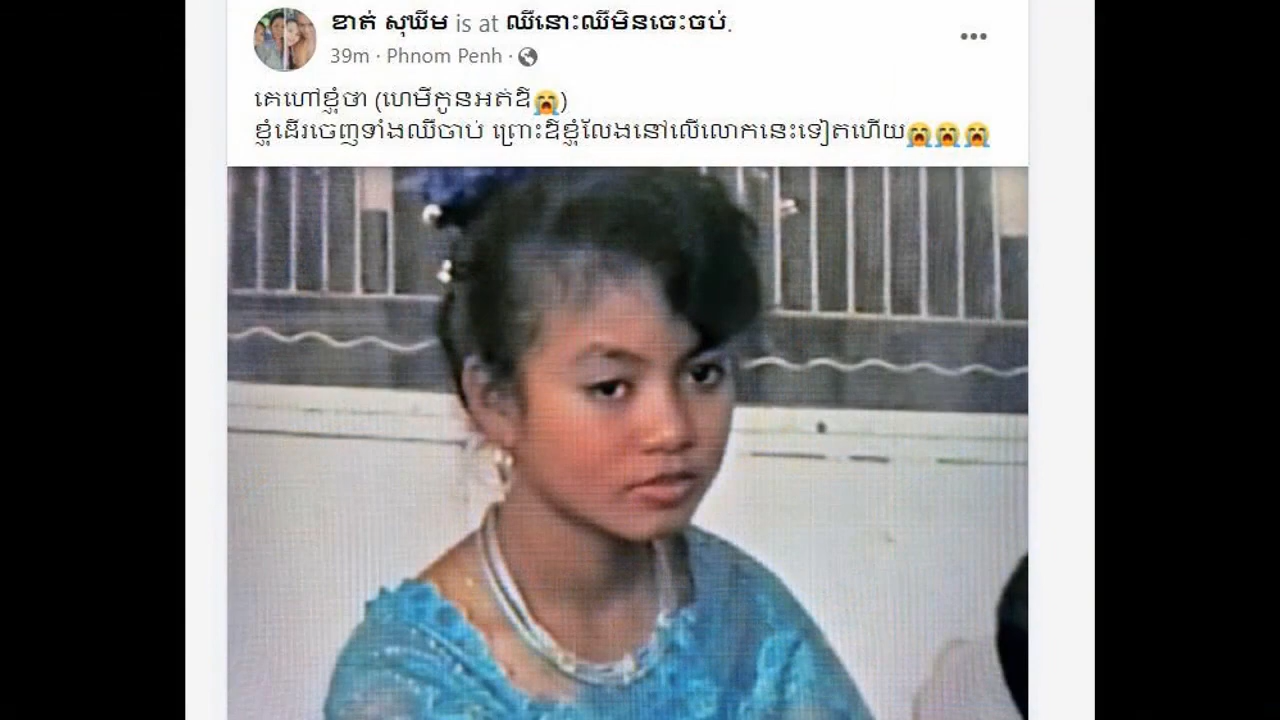 ខាត់ សុឃីម is at ឈឺនោះឈឺមិនចេះចប់.
39m · Phnom Penh ·
គេហៅខ្ញុំថា (ហេមីកូនអត់ឪ😭)
ខ្ញុំដើរចេញទាំងឈឺចាប់ ព្រោះឪខ្ញុំលែងនៅលើលោកនេះទៀតហើយ😭😭😭